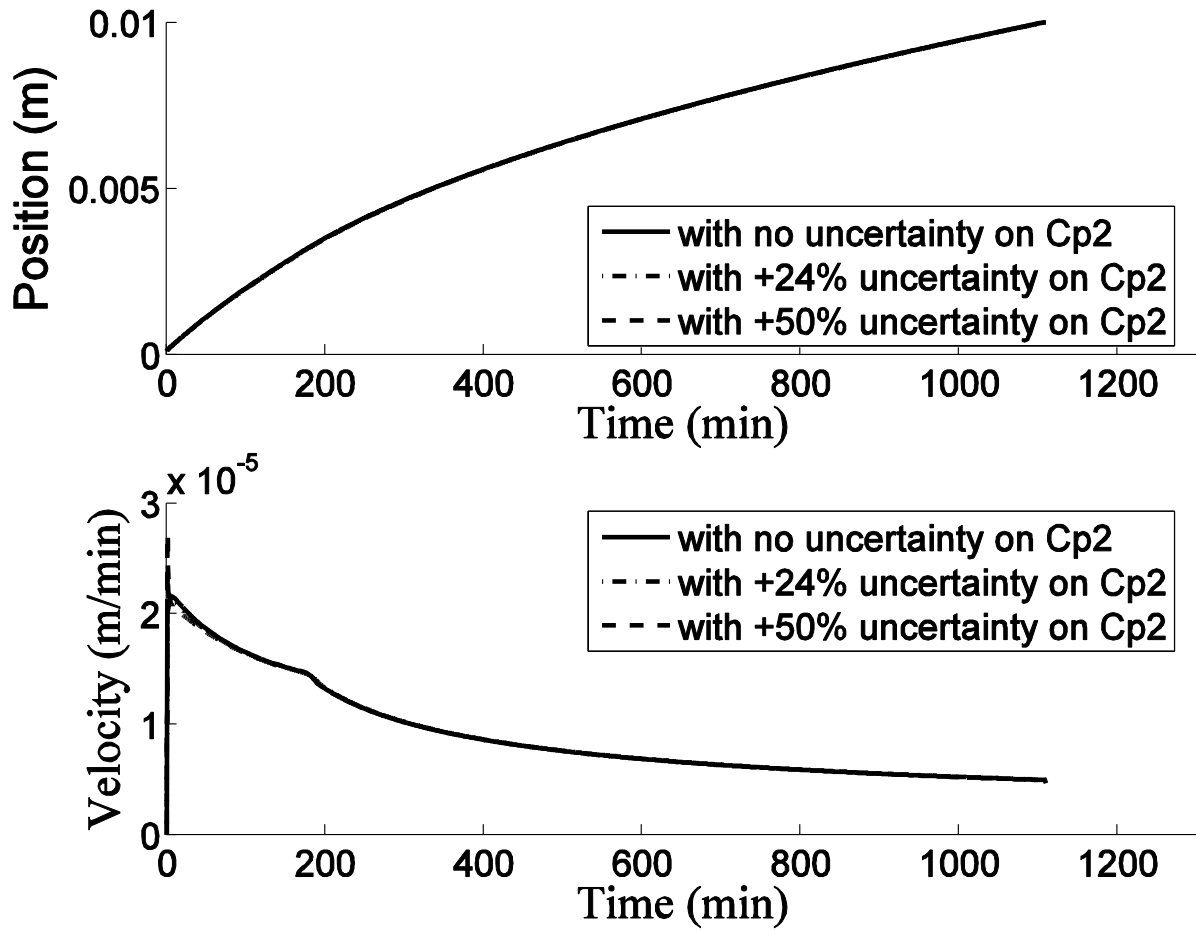 0.01
Position (m)
0.005
with no uncertainty on Cp2
with +24% uncertainty on Cp2
with +50% uncertainty on Cp2
0
0 200 400 600 800 1000 1200
Time (min)
x 10^-5
3
with no uncertainty on Cp2
with +24% uncertainty on Cp2
with +50% uncertainty on Cp2
2
Velocity (m/min)
1
0
0 200 400 600 800 1000 1200
Time (min)